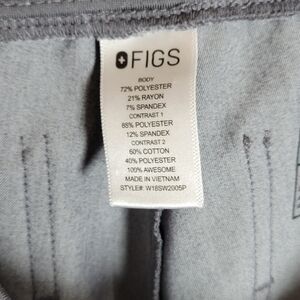 FIGS
BODY
72% POLYESTER
21% RAYON
7% SPANDEX
CONTRAST 1
88% POLYESTER
12% SPANDEX
CONTRAST 2
60% COTTON
40% POLYESTER
100% AWESOME
MADE IN VIETNAM
STYLE#: W18SW2005P